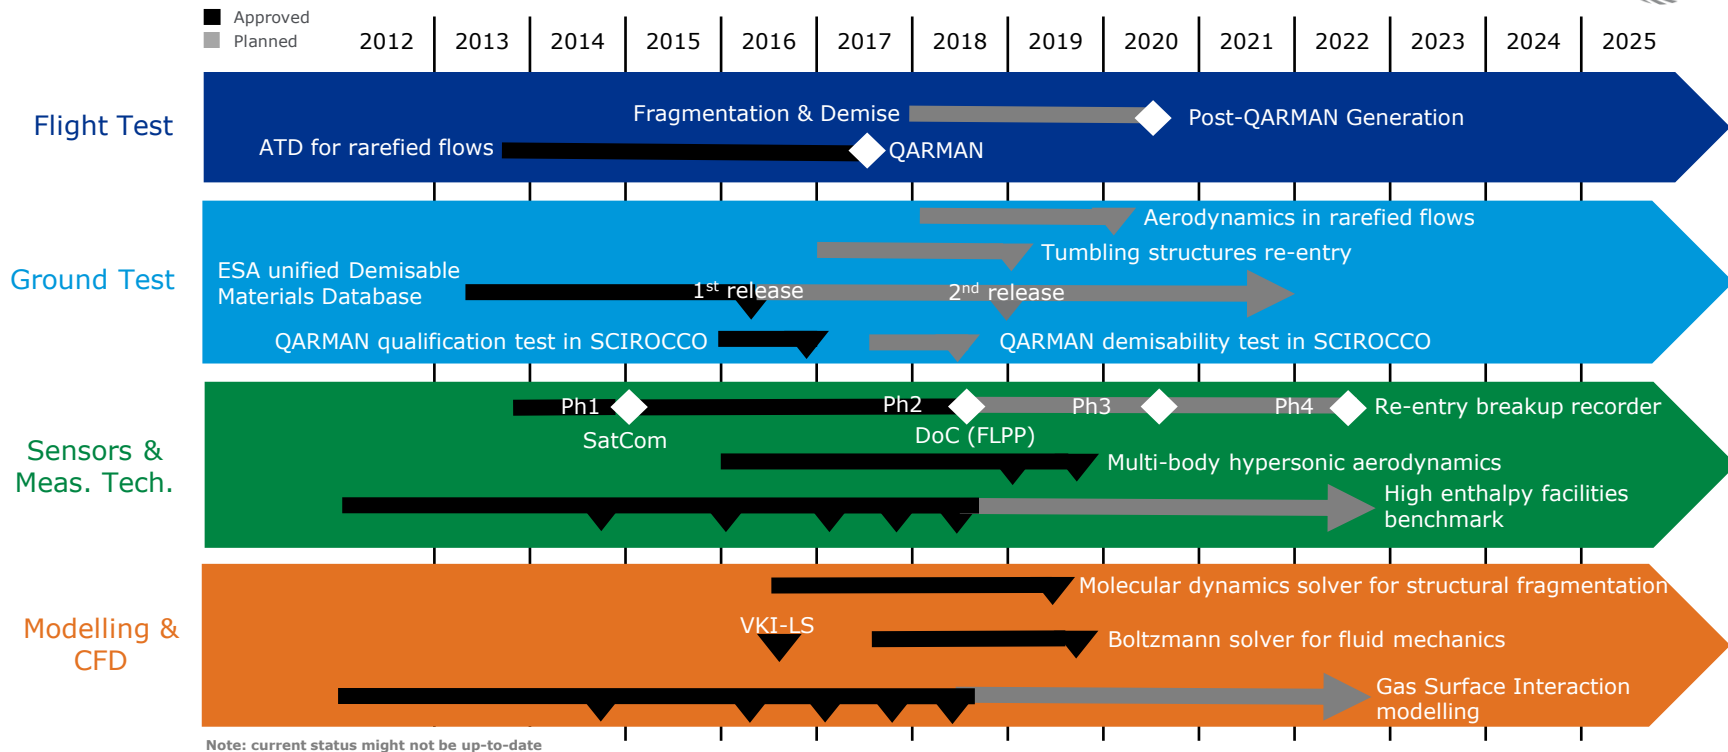 Approved
Planned
2012 2013 2014 2015 2016 2017 2018 2019 2020 2021 2022 2023 2024 2025
Flight Test
Fragmentation & Demise
Post-QARMAN Generation
ATD for rarefied flows
QARMAN
Ground Test
Aerodynamics in rarefied flows
Tumbling structures re-entry
ESA unified Demisable
Materials Database
1st release
2nd release
QARMAN qualification test in SCIROCCO
QARMAN demisability test in SCIROCCO
Sensors &
Meas. Tech.
Ph1
Ph2
Ph3
Ph4
Re-entry breakup recorder
SatCom
DoC (FLPP)
Multi-body hypersonic aerodynamics
High enthalpy facilities
benchmark
Modelling &
CFD
Molecular dynamics solver for structural fragmentation
VKI-LS
Boltzmann solver for fluid mechanics
Gas Surface Interaction
modelling
Note: current status might not be up-to-date